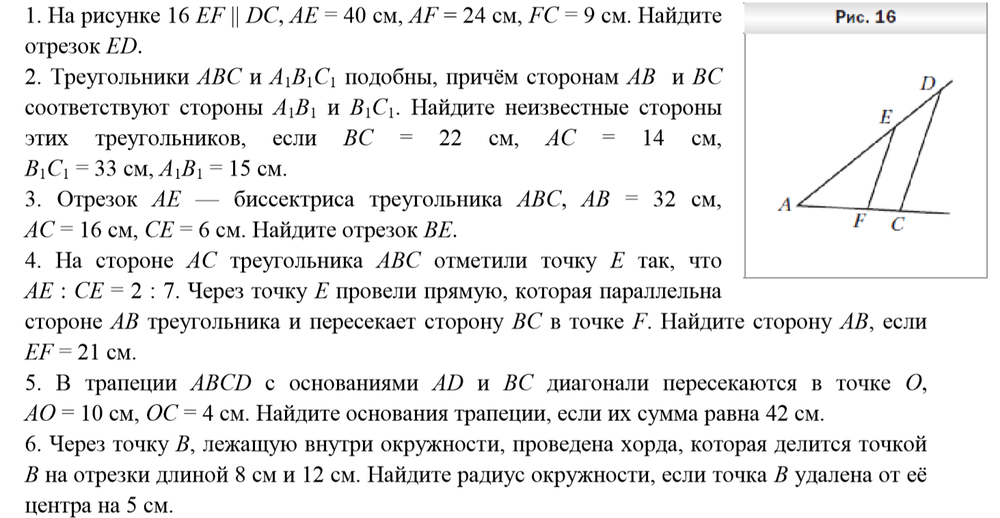 1. На рисунке 16 EF || DC, AE = 40 см, AF = 24 см, FC = 9 см. Найдите
отрезок ED.
2. Треугольники ABC и A₁B₁C₁ подобны, причём сторонам AB и BC
соответствуют стороны A₁B₁ и B₁C₁. Найдите неизвестные стороны
этих треугольников, если BC = 22 см, AC = 14 см,
B₁C₁ = 33 см, A₁B₁ = 15 см.
3. Отрезок AE — биссектриса треугольника ABC, AB = 32 см,
AC = 16 см, CE = 6 см. Найдите отрезок BE.
4. На стороне AC треугольника ABC отметили точку E так, что
AE : CE = 2 : 7. Через точку E провели прямую, которая параллельна
стороне AB треугольника и пересекает сторону BC в точке F. Найдите сторону AB, если
EF = 21 см.
5. В трапеции ABCD с основаниями AD и BC диагонали пересекаются в точке O,
AO = 10 см, OC = 4 см. Найдите основания трапеции, если их сумма равна 42 см.
6. Через точку B, лежащую внутри окружности, проведена хорда, которая делится точкой
B на отрезки длиной 8 см и 12 см. Найдите радиус окружности, если точка B удалена от её
центра на 5 см.
Рис. 16
D
E
A
F C